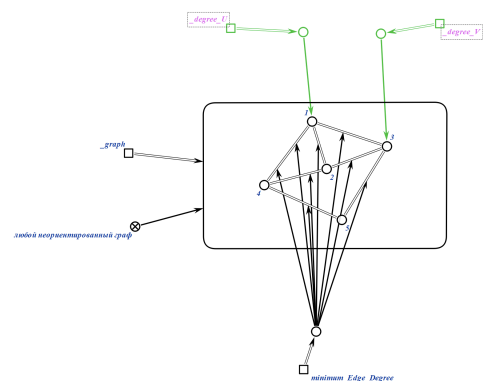 _degree_U
_degree_V
1
3
_graph
2
4
5
любой неориентированный граф
minimum_Edge_Degree